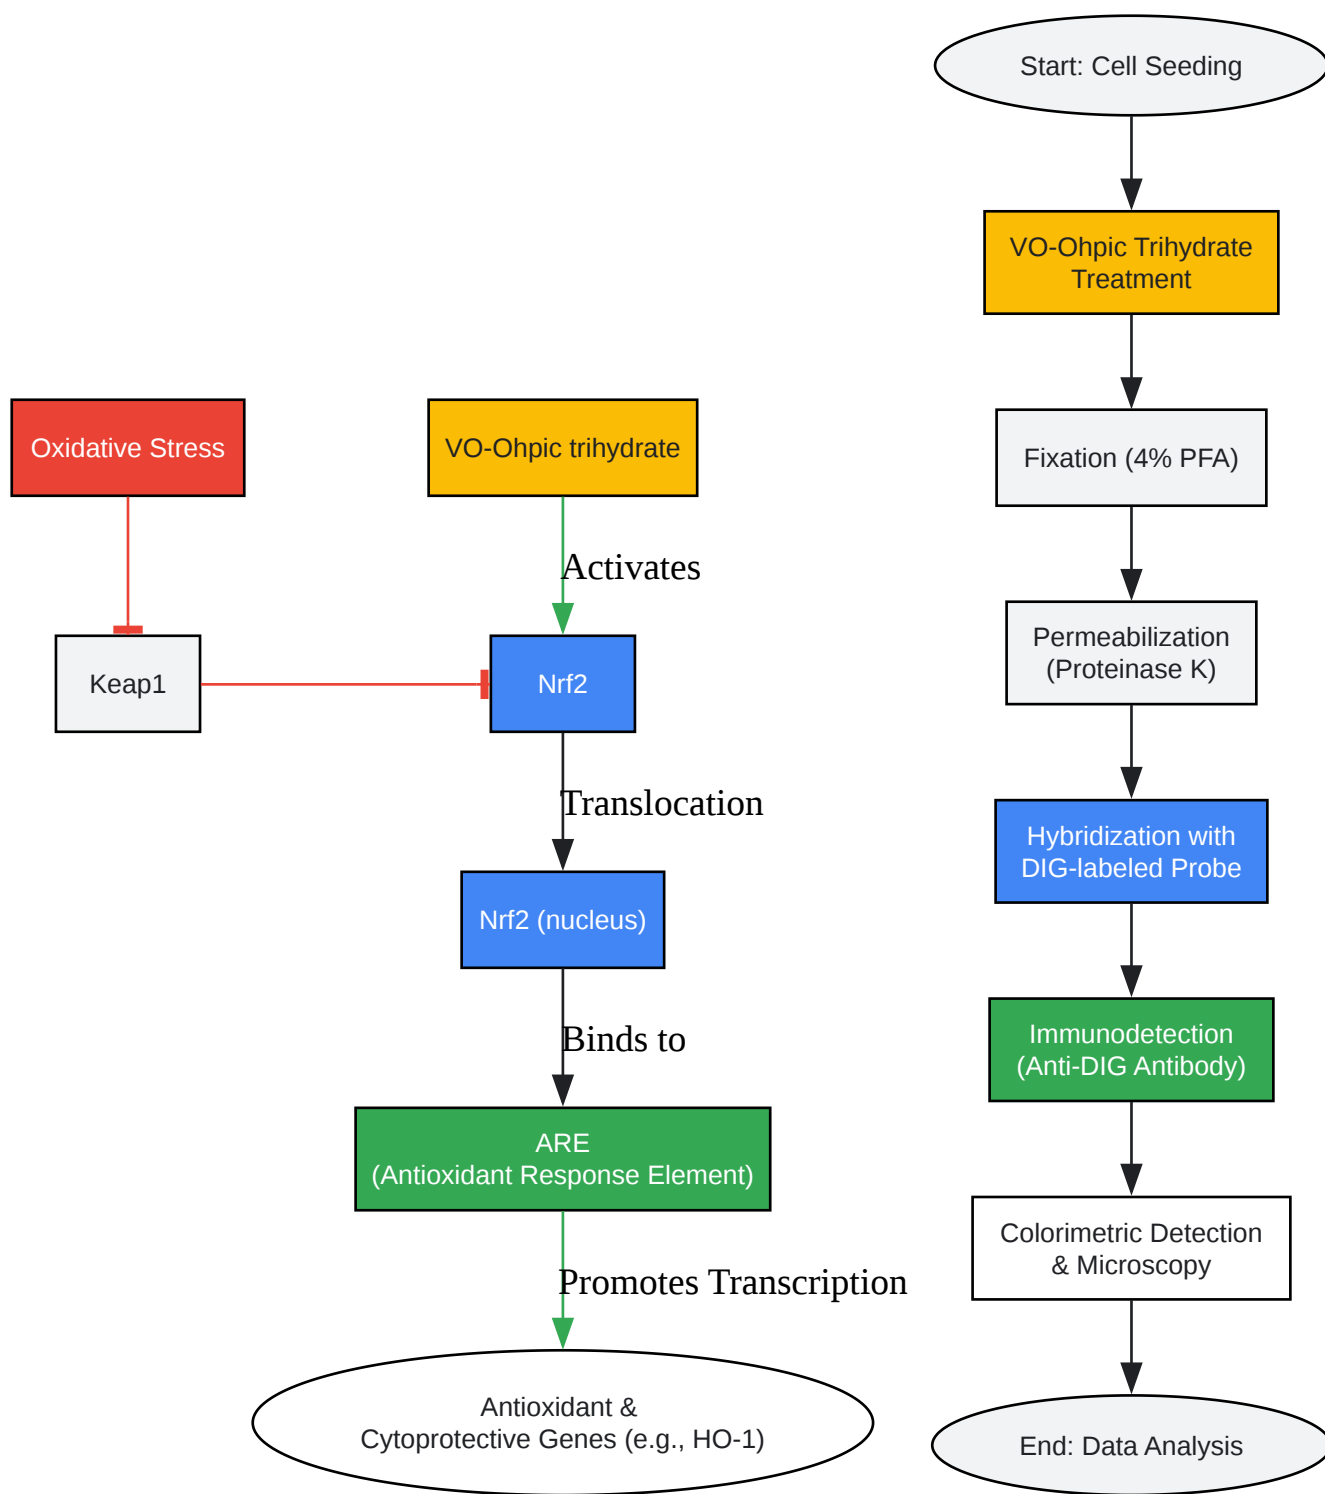 Oxidative Stress
VO-Ohpic trihydrate
Activates
Keap1
Nrf2
Translocation
Nrf2 (nucleus)
Binds to
ARE
(Antioxidant Response Element)
Promotes Transcription
Antioxidant &
Cytoprotective Genes (e.g., HO-1)
Start: Cell Seeding
VO-Ohpic Trihydrate
Treatment
Fixation (4% PFA)
Permeabilization
(Proteinase K)
Hybridization with
DIG-labeled Probe
Immunodetection
(Anti-DIG Antibody)
Colorimetric Detection
& Microscopy
End: Data Analysis